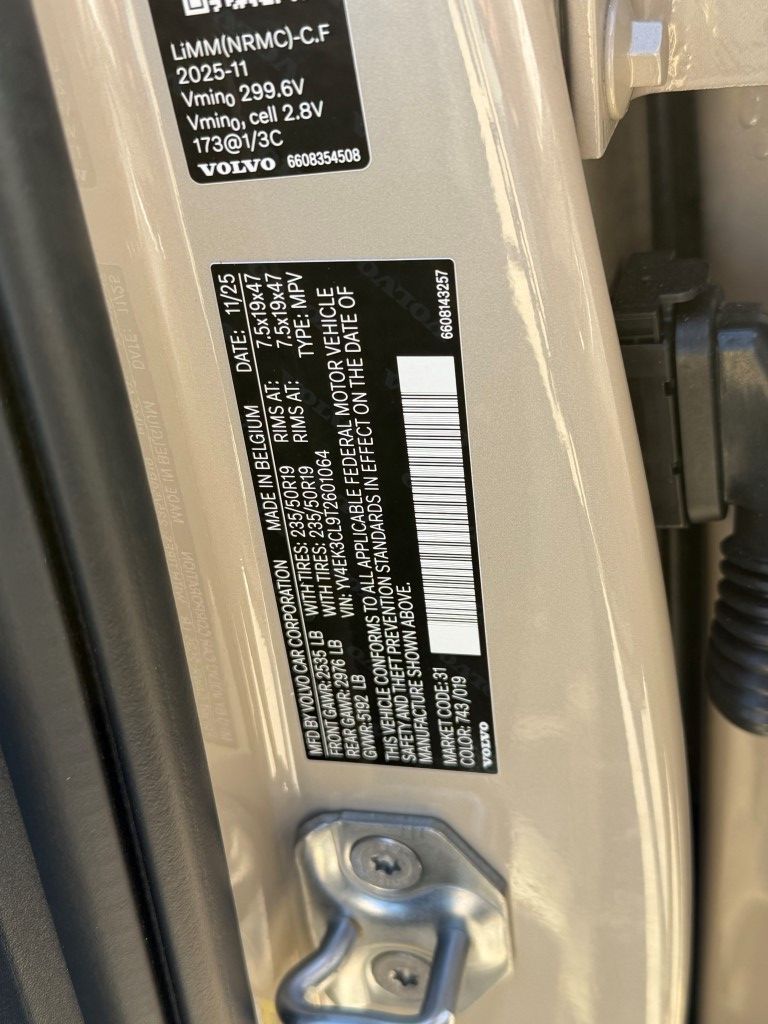 LiMM(NRMC)-C.F
2025-11
Vmin₀ 299.6V
Vmin₀, cell 2.8V
173@1/3C
VOLVO 6608354508
MFD BY VOLVO CAR CORPORATION MADE IN BELGIUM DATE: 11/25
FRONT GAWR: 2535 LB WITH TIRES: 235/50R19 RIMS AT: 7.5x19x47
REAR GAWR: 2976 LB WITH TIRES: 235/50R19 RIMS AT: 7.5x19x47
GVWR: 5192 LB VIN: YV4EK3CL9T2601064 TYPE: MPV
THIS VEHICLE CONFORMS TO ALL APPLICABLE FEDERAL MOTOR VEHICLE
SAFETY AND THEFT PREVENTION STANDARDS IN EFFECT ON THE DATE OF
MANUFACTURE SHOWN ABOVE.
MARKET CODE: 31
COLOR: 743 /019
VOLVO
6608143257